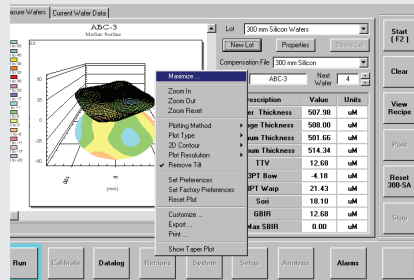 asure Wafers Current Wafer Data
ABC-3
Median Surface
Lot 300 mm Silicon Wafers
New Lot Properties Delete Lot
Compensation File 300 mm Silicon
ABC-3 Next Wafer 4
Start (F2)
Clear
View Recipe
Print
Reset 300-SA
Stop
Maximize ...
Zoom In
Zoom Out
Zoom Reset
Plotting Method
Plot Type
2D Contour
Plot Resolution
Remove Tilt
Set Preferences
Set Factory Preferences
Reset Plot
Customize ...
Export ...
Print ...
Show Taper Plot
escription Value Units
er Thickness 507.98 uM
ge Thickness 508.00 uM
um Thickness 501.66 uM
um Thickness 514.34 uM
TTV 12.68 uM
3PT Bow -4.18 uM
3PT Warp 21.43 uM
Sori 18.10 uM
GBIR 12.68 uM
Max SBIR 0.00 uM
(mm)
Run Calibrate Datalog Recipes System Setup Analysis Alarms